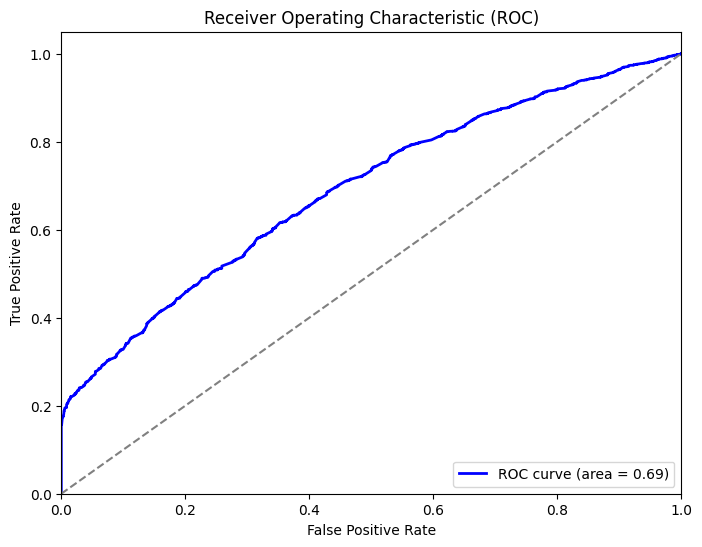 Receiver Operating Characteristic (ROC)
True Positive Rate
1.0
0.8
0.6
0.4
0.2
0.0
ROC curve (area = 0.69)
0.0 0.2 0.4 0.6 0.8 1.0
False Positive Rate